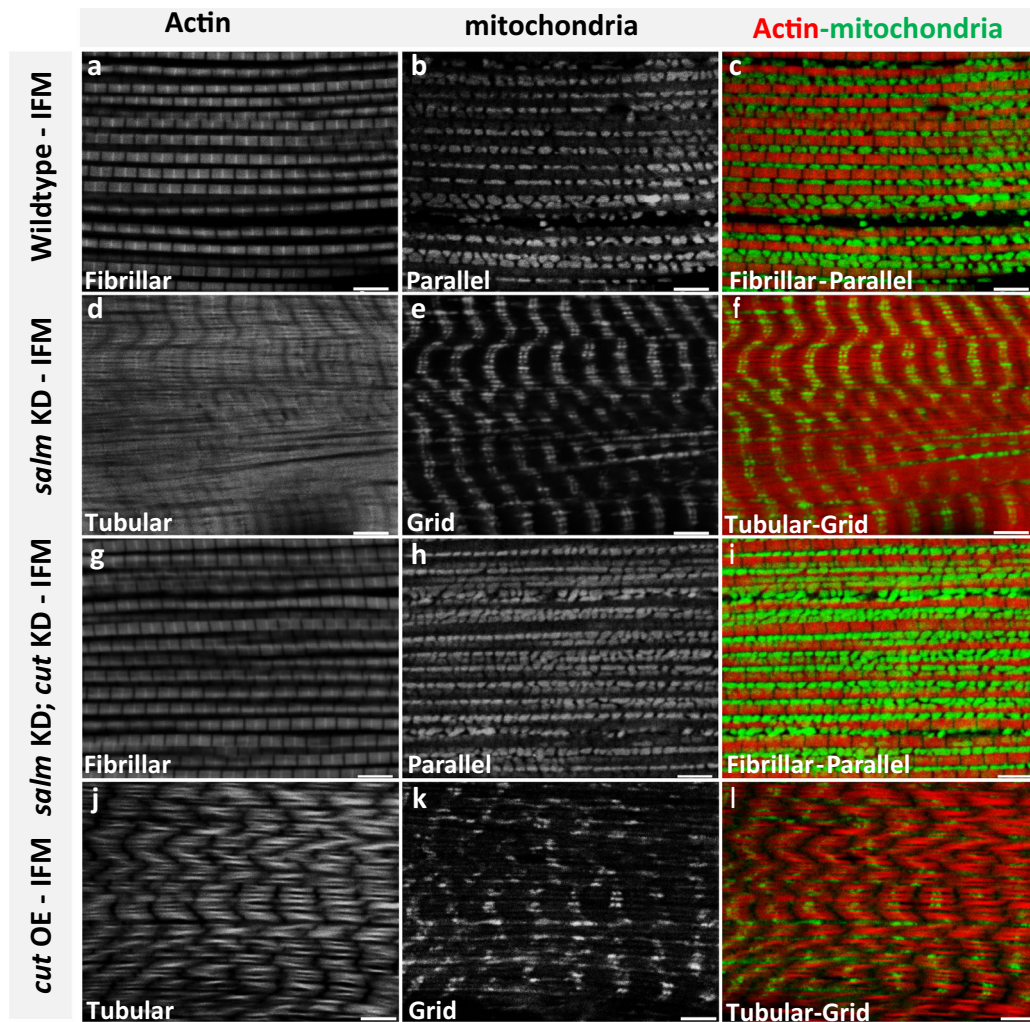 Actin
mitochondria
Actin-mitochondria
Wildtype - IFM
a
Fibrillar
b
Parallel
c
Fibrillar-Parallel
salm KD - IFM
d
Tubular
e
Grid
f
Tubular-Grid
salm KD; cut KD - IFM
g
Fibrillar
h
Parallel
i
Fibrillar-Parallel
cut OE - IFM
j
Tubular
k
Grid
l
Tubular-Grid